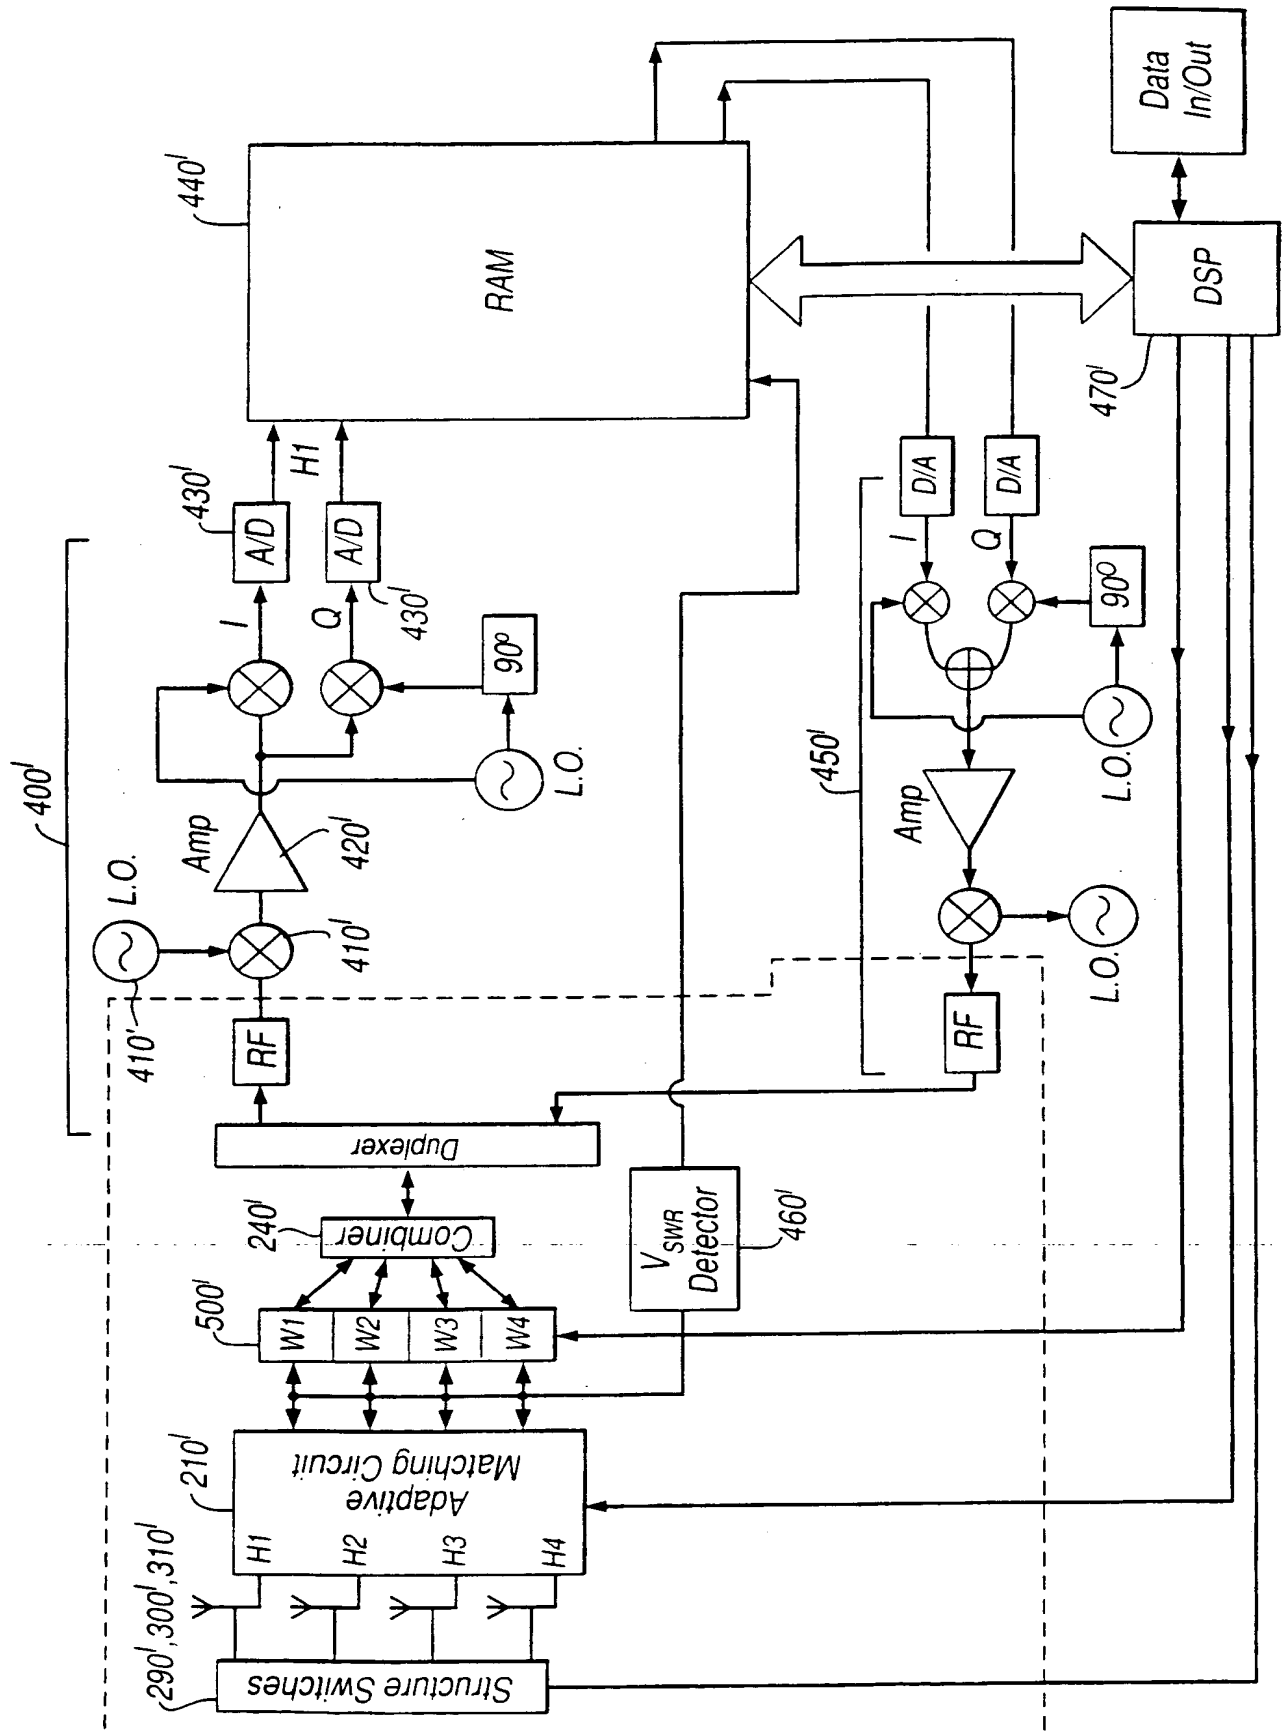 290',300',310'
Structure Switches
H1
H2
H3
H4
210'
Adaptive
Matching Circuit
500'
W1
W2
W3
W4
240'
Combiner
Duplexer
V SWR
Detector
460'
400'
410'
L.O.
RF
410'
Amp
420'
I
Q
L.O.
90°
430'
A/D
A/D
430'
H1
440'
RAM
450'
RF
L.O.
Amp
L.O.
90°
I
Q
D/A
D/A
470'
DSP
Data
In/Out